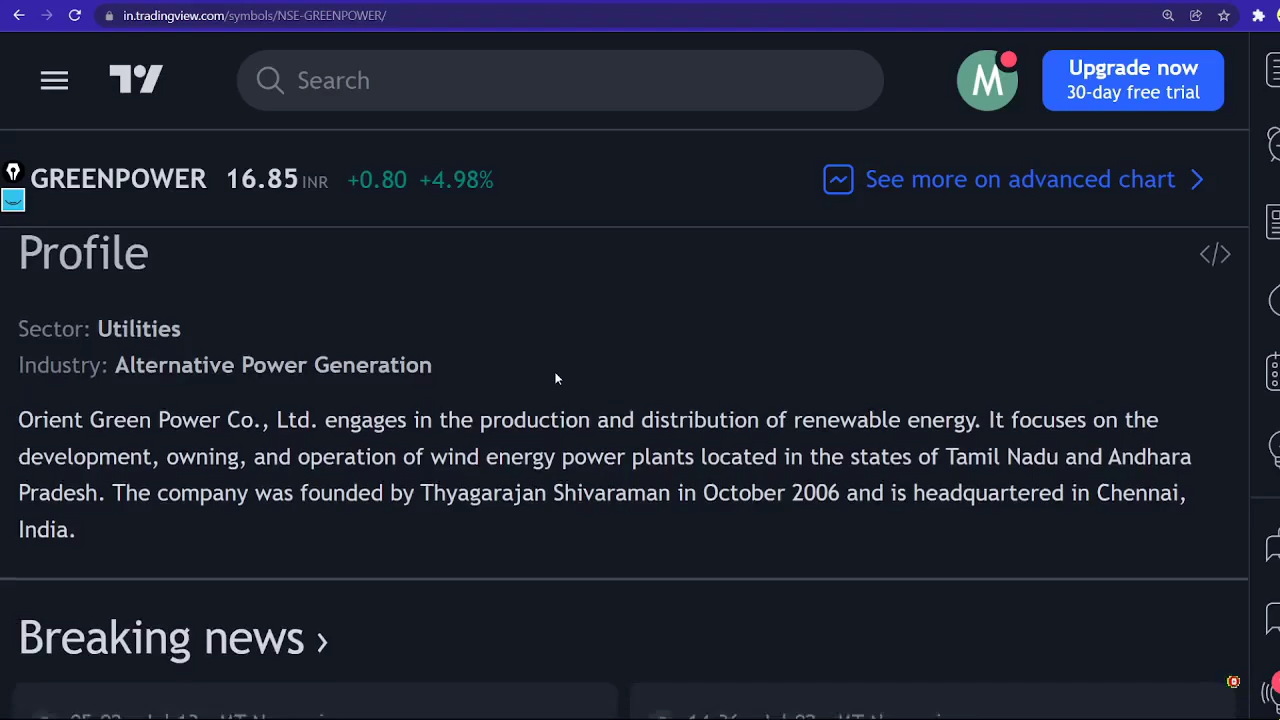 in.tradingview.com/symbols/NSE-GREENPOWER/
Search
M
Upgrade now
30-day free trial
GREENPOWER 16.85 INR +0.80 +4.98%
See more on advanced chart
Profile
</>
Sector: Utilities
Industry: Alternative Power Generation
Orient Green Power Co., Ltd. engages in the production and distribution of renewable energy. It focuses on the
development, owning, and operation of wind energy power plants located in the states of Tamil Nadu and Andhra
Pradesh. The company was founded by Thyagarajan Shivaraman in October 2006 and is headquartered in Chennai,
India.
Breaking news ›